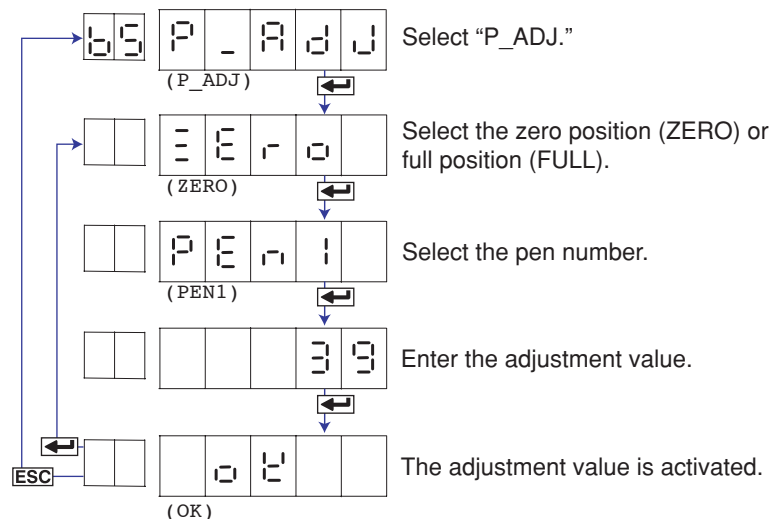 b5 P_AdJ Select “P_ADJ.”
(P_ADJ)
ZEro Select the zero position (ZERO) or
full position (FULL).
(ZERO)
PEn1 Select the pen number.
(PEN1)
39 Enter the adjustment value.
ESC
oK The adjustment value is activated.
(OK)